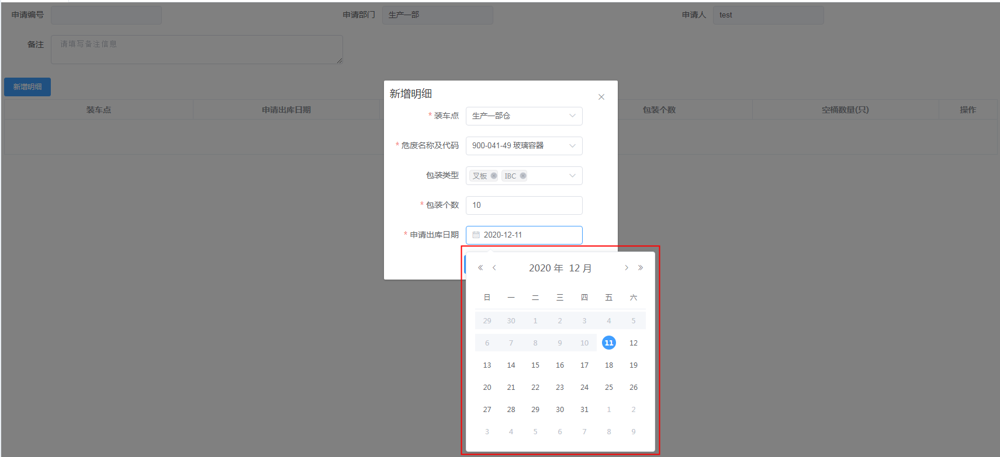 申请编号
申请部门 生产一部
申请人 test
备注 请填写备注信息
新增明细
装车点 申请出库日期 包装个数 空桶数量(只) 操作
新增明细
* 装车点 生产一部仓
* 危废名称及代码 900-041-49 玻璃容器
包装类型 叉板 IBC
* 包装个数 10
* 申请出库日期 2020-12-11
2020 年 12 月
日 一 二 三 四 五 六
29 30 1 2 3 4 5
6 7 8 9 10 11 12
13 14 15 16 17 18 19
20 21 22 23 24 25 26
27 28 29 30 31 1 2
3 4 5 6 7 8 9